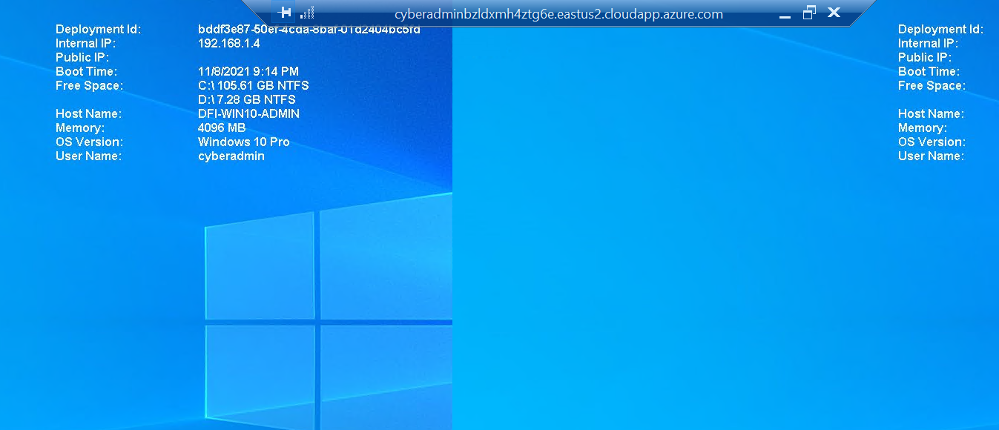 cyberadminbzldxmh4ztg6e.eastus2.cloudapp.azure.com
Deployment Id: bddf3e87-50ef-4cda-8baf-01d2404bc5fd
Internal IP: 192.168.1.4
Public IP:
Boot Time: 11/8/2021 9:14 PM
Free Space: C:\ 105.61 GB NTFS
D:\ 7.28 GB NTFS
Host Name: DFI-WIN10-ADMIN
Memory: 4096 MB
OS Version: Windows 10 Pro
User Name: cyberadmin
Deployment Id:
Internal IP:
Public IP:
Boot Time:
Free Space:
Host Name:
Memory:
OS Version:
User Name: